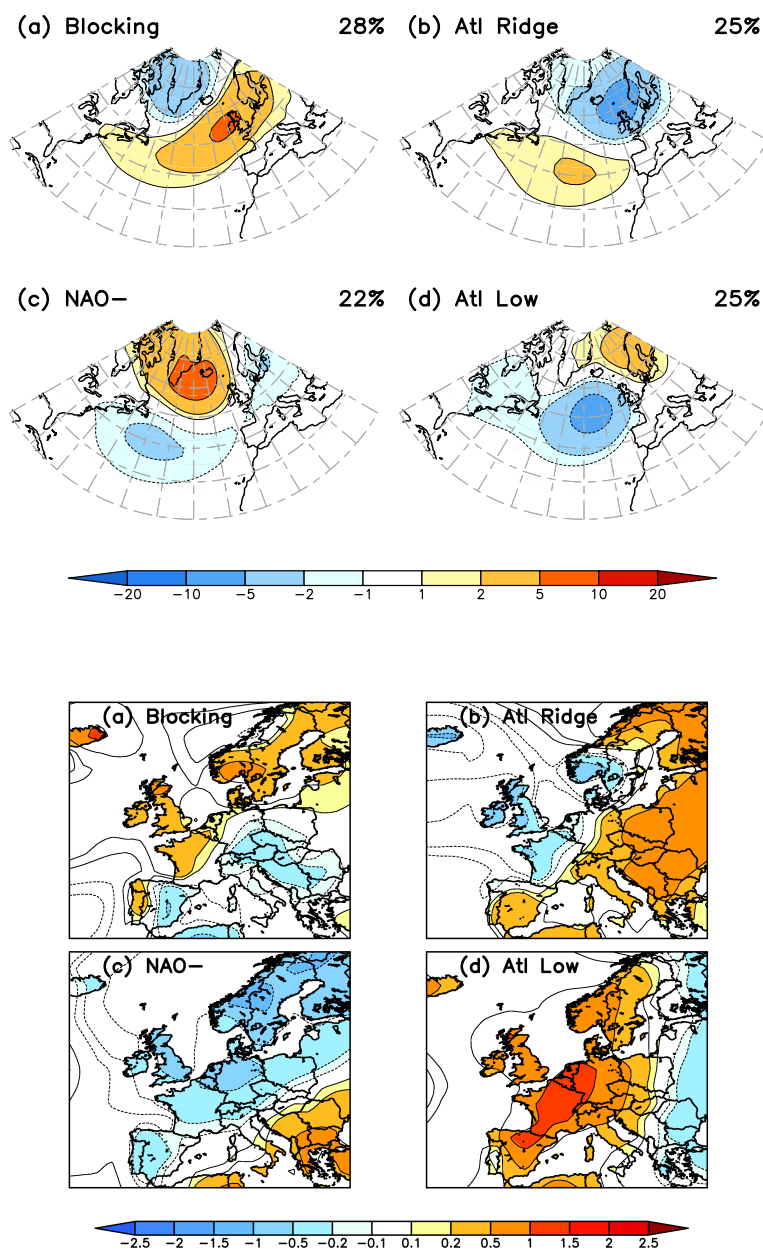 (a) Blocking 28% (b) Atl Ridge 25%
(c) NAO− 22% (d) Atl Low 25%
−20 −10 −5 −2 −1 1 2 5 10 20
(a) Blocking (b) Atl Ridge
(c) NAO− (d) Atl Low
−2.5 −2 −1.5 −1 −0.5 −0.2 −0.1 0.1 0.2 0.5 1 1.5 2 2.5